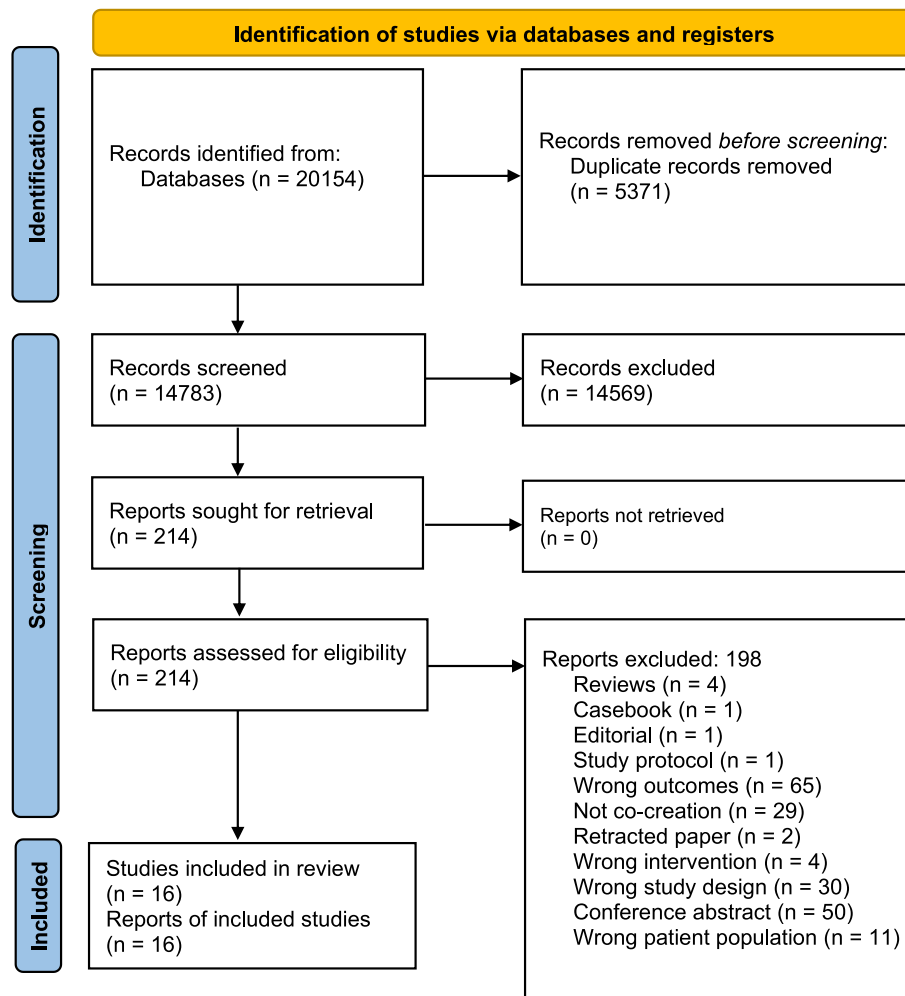 Identification of studies via databases and registers
Identification
Records identified from:
Databases (n = 20154)
Records removed before screening:
Duplicate records removed
(n = 5371)
Screening
Records screened
(n = 14783)
Records excluded
(n = 14569)
Reports sought for retrieval
(n = 214)
Reports not retrieved
(n = 0)
Reports assessed for eligibility
(n = 214)
Reports excluded: 198
Reviews (n = 4)
Casebook (n = 1)
Editorial (n = 1)
Study protocol (n = 1)
Wrong outcomes (n = 65)
Not co-creation (n = 29)
Retracted paper (n = 2)
Wrong intervention (n = 4)
Wrong study design (n = 30)
Conference abstract (n = 50)
Wrong patient population (n = 11)
Included
Studies included in review
(n = 16)
Reports of included studies
(n = 16)